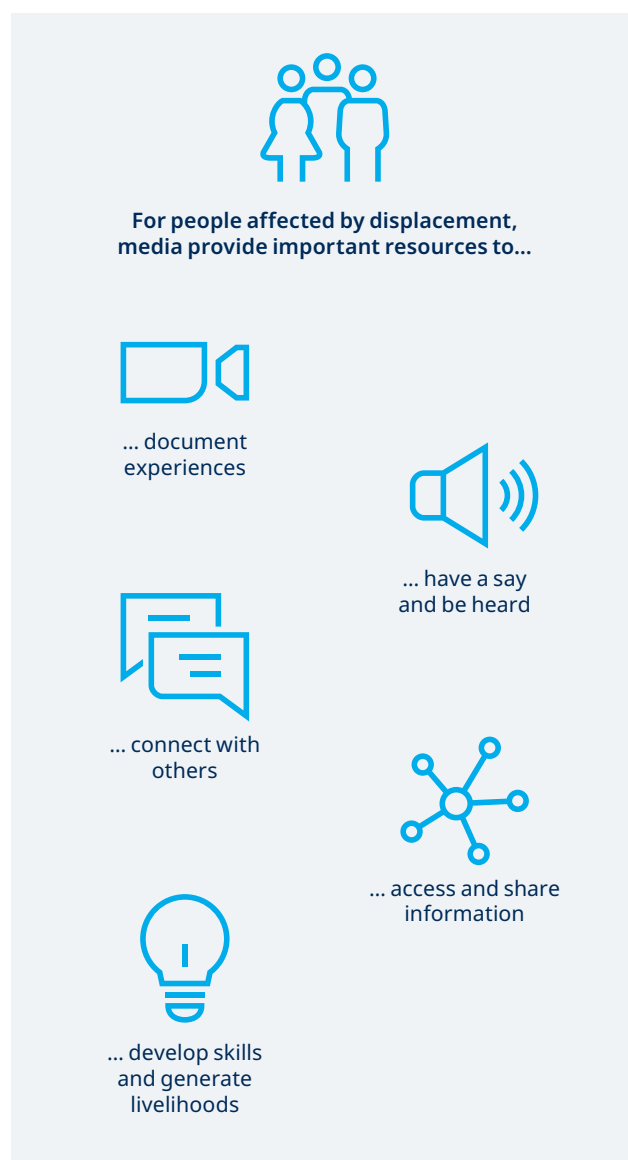 For people affected by displacement,
media provide important resources to...
... document
experiences
... have a say
and be heard
... connect with
others
... access and share
information
... develop skills
and generate
livelihoods